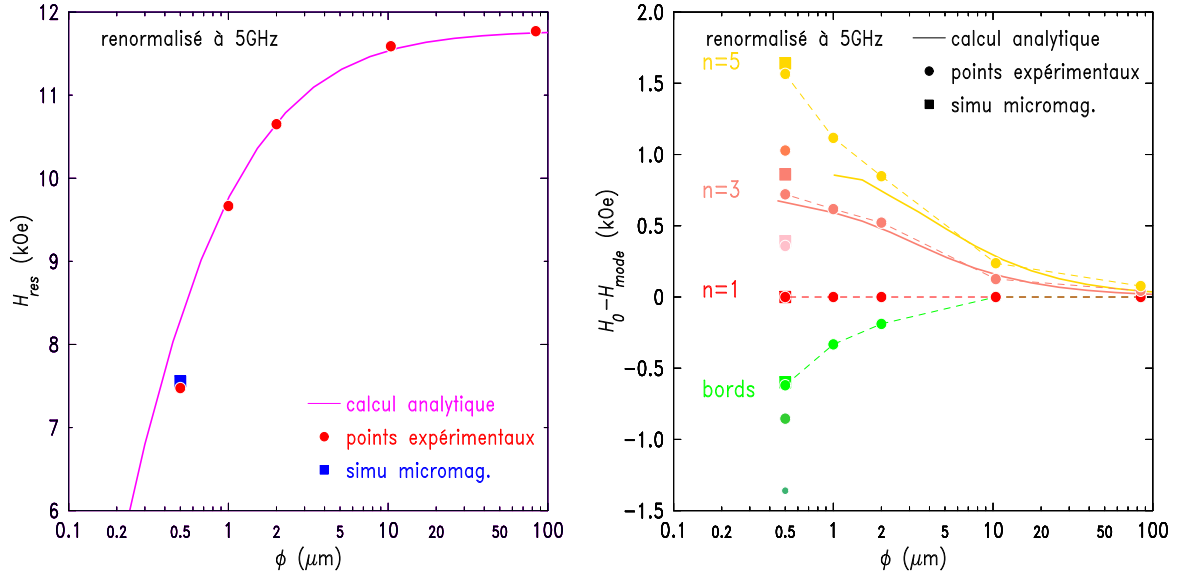 12
11
10
9
8
7
6
H_res (kOe)
renormalisé à 5GHz
calcul analytique
points expérimentaux
simu micromag.
0.1 0.2 0.5 1 2 5 10 20 50 100
ϕ (μm)
2.0
1.5
1.0
0.5
0
−0.5
−1.0
−1.5
H_0−H_mode (kOe)
renormalisé à 5GHz
calcul analytique
points expérimentaux
simu micromag.
n=5
n=3
n=1
bords
0.1 0.2 0.5 1 2 5 10 20 50 100
ϕ (μm)